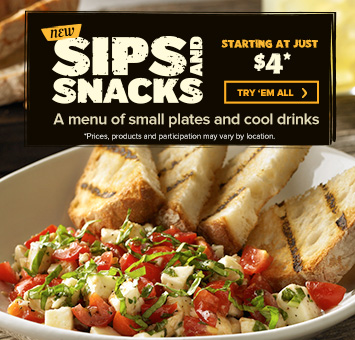 new
SIPS AND
SNACKS
STARTING AT JUST
$4*
TRY 'EM ALL >
A menu of small plates and cool drinks
*Prices, products and participation may vary by location.